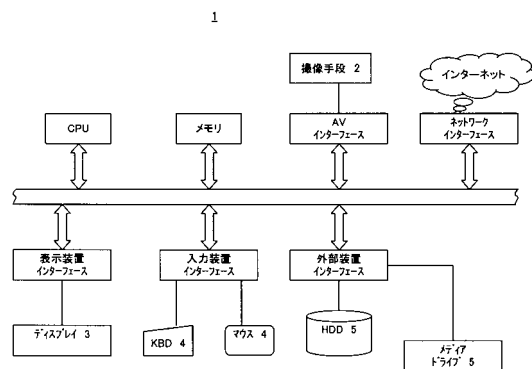 1
撮像手段 2
インターネット
CPU
メモリ
AV
インターフェース
ネットワーク
インターフェース
表示装置
インターフェース
入力装置
インターフェース
外部装置
インターフェース
ディスプレイ 3
KBD 4
マウス 4
HDD 5
メディア
ドライブ 5